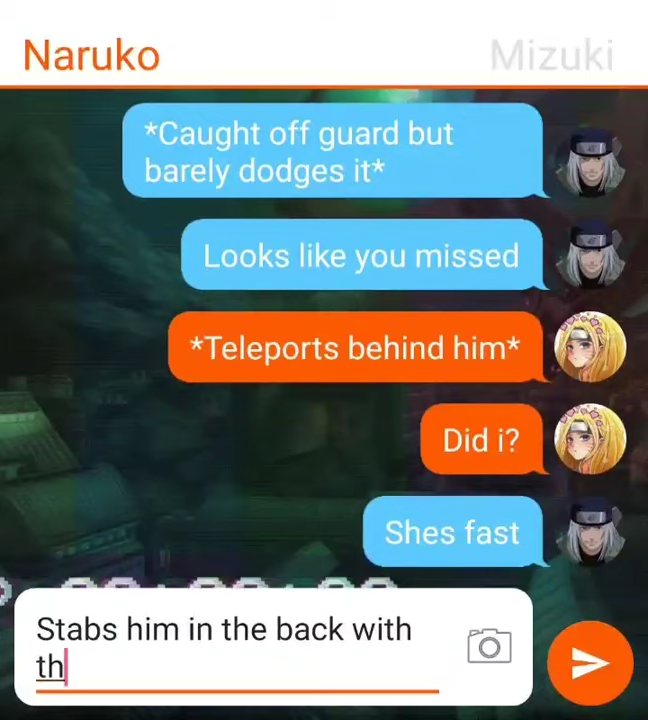 Naruko
Mizuki
*Caught off guard but
barely dodges it*
Looks like you missed
*Teleports behind him*
Did i?
Shes fast
Stabs him in the back with
th